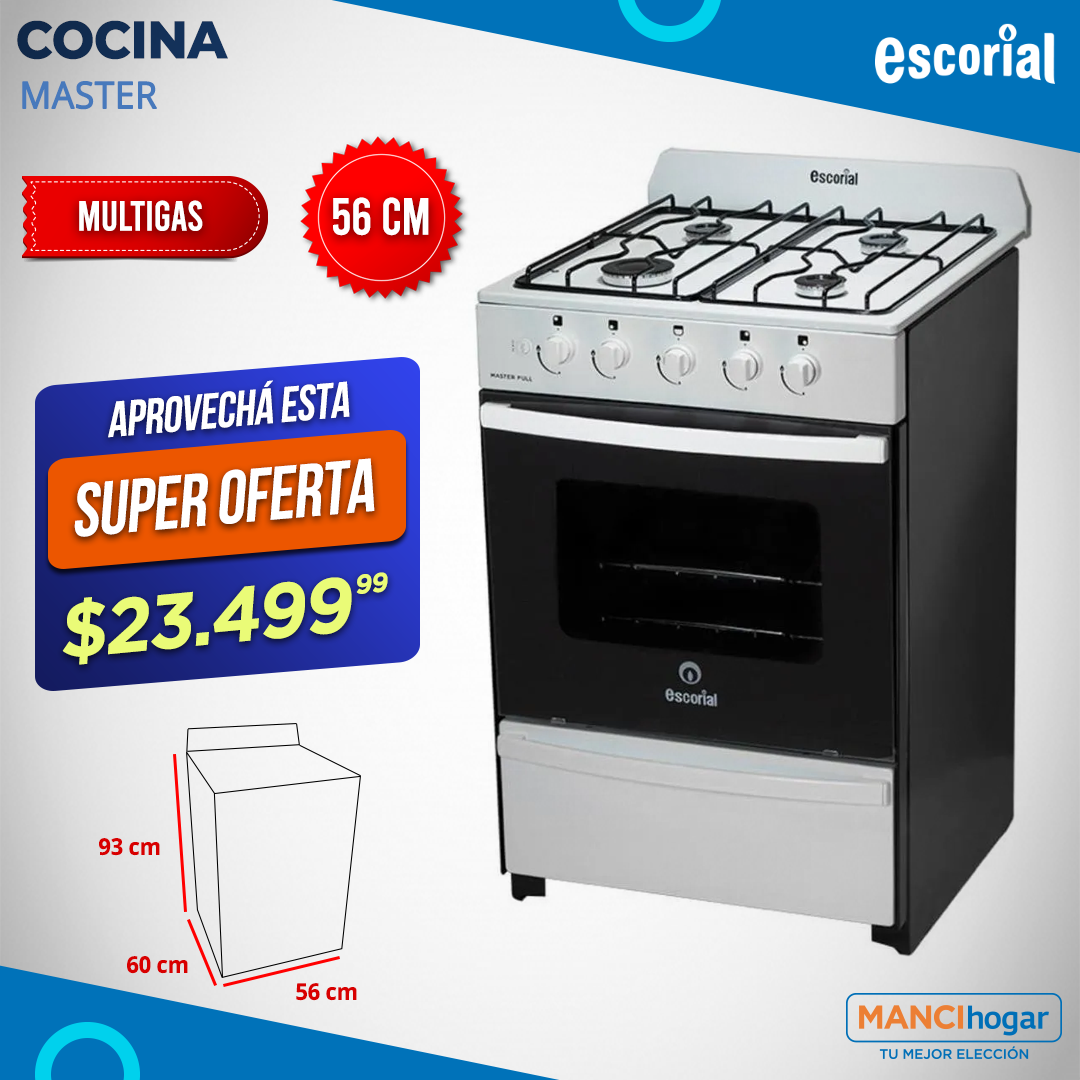 COCINA
MASTER
escorial
MULTIGAS
56 CM
escorial
MASTER FULL
APROVECHÁ ESTA
SUPER OFERTA
$23.499⁹⁹
escorial
93 cm
60 cm
56 cm
MANCIhogar
TU MEJOR ELECCIÓN